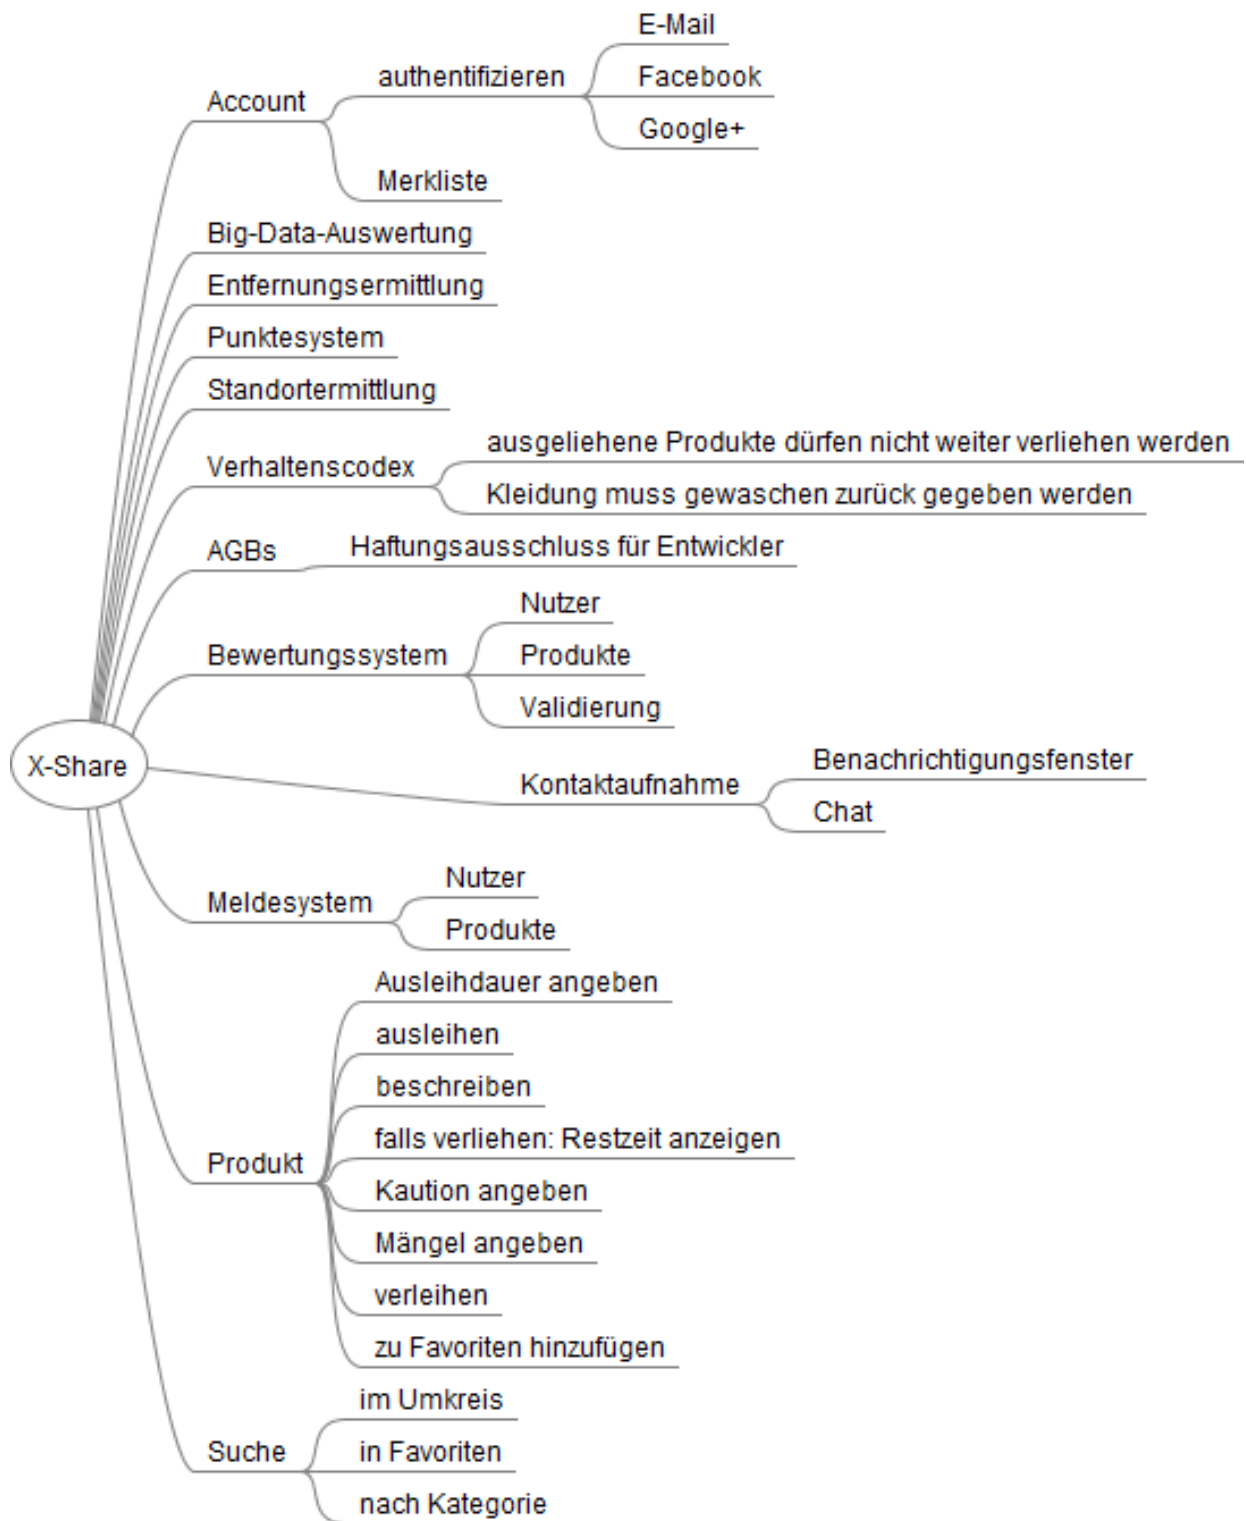 E-Mail
authentifizieren
Facebook
Account
Google+
Merkliste
Big-Data-Auswertung
Entfernungsermittlung
Punktesystem
Standortermittlung
ausgeliehene Produkte dürfen nicht weiter verliehen werden
Verhaltenscodex
Kleidung muss gewaschen zurück gegeben werden
AGBs
Haftungsausschluss für Entwickler
Nutzer
Bewertungssystem
Produkte
Validierung
X-Share
Benachrichtigungsfenster
Kontaktaufnahme
Chat
Nutzer
Meldesystem
Produkte
Ausleihdauer angeben
ausleihen
beschreiben
falls verliehen: Restzeit anzeigen
Produkt
Kaution angeben
Mängel angeben
verleihen
zu Favoriten hinzufügen
im Umkreis
Suche
in Favoriten
nach Kategorie